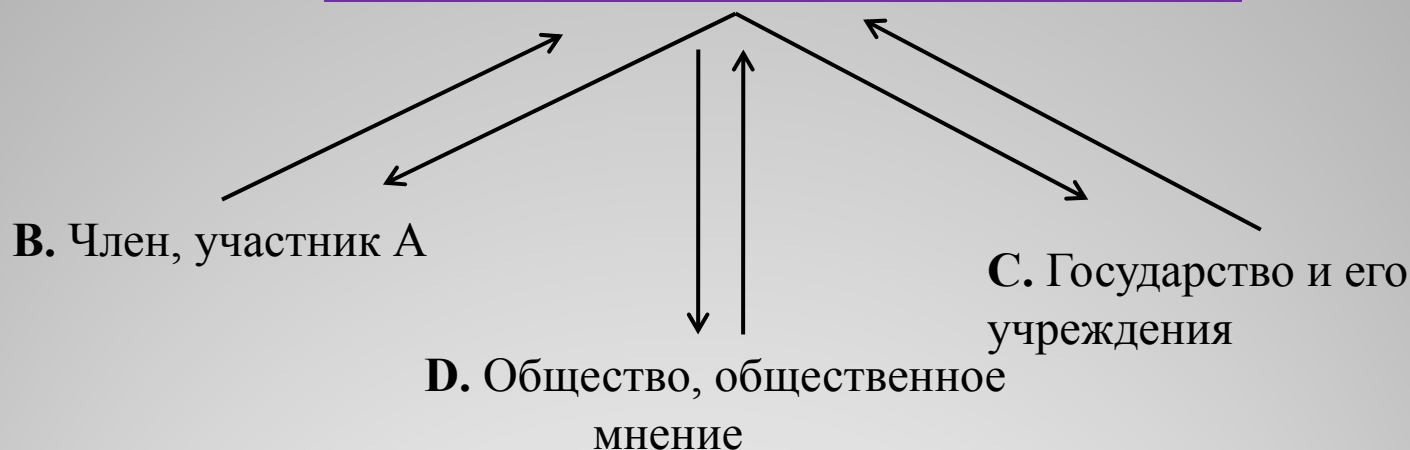 B. Член, участник А
C. Государство и его
учреждения
D. Общество, общественное
мнение